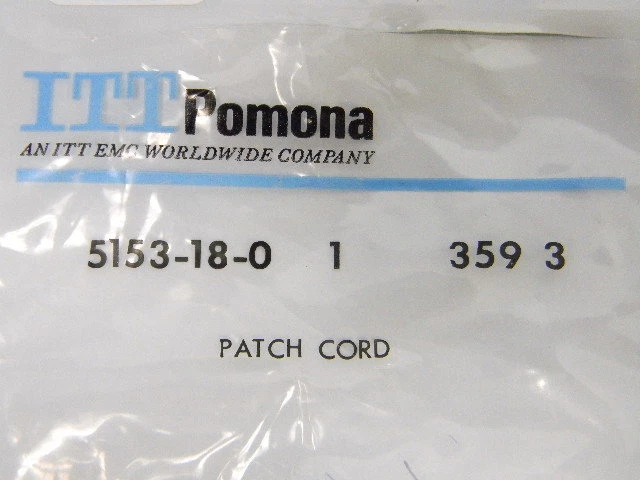 ITT Pomona
AN ITT EMC WORLDWIDE COMPANY
5153-18-0 1 359 3
PATCH CORD